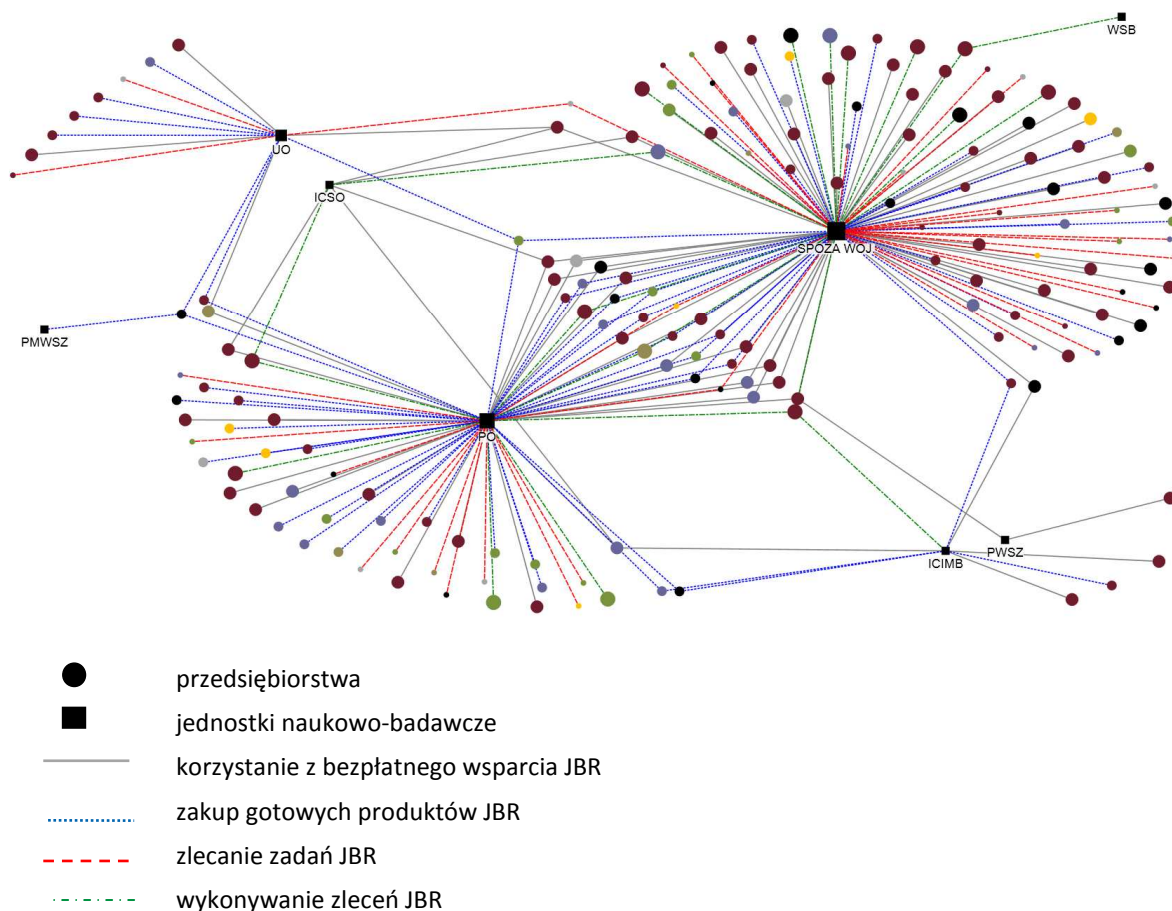 WSB
UO
ICSO
SPOZA WOJ
PMWSZ
PO
PWSZ
ICIMB
przedsiębiorstwa
jednostki naukowo-badawcze
korzystanie z bezpłatnego wsparcia JBR
zakup gotowych produktów JBR
zlecanie zadań JBR
wykonywanie zleceń JBR